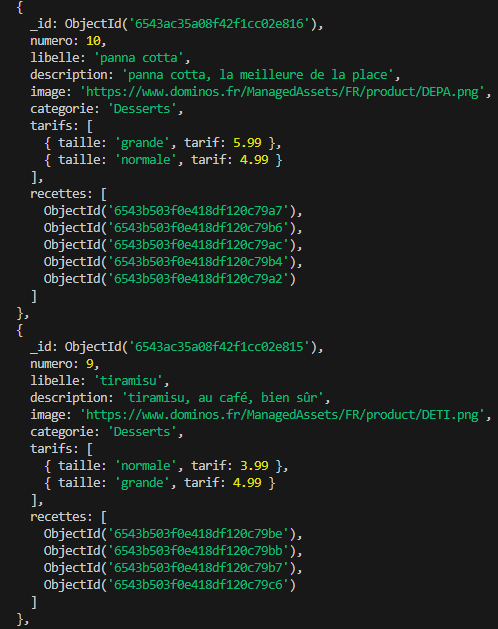 {
_id: ObjectId('6543ac35a08f42f1cc02e816'),
numero: 10,
libelle: 'panna cotta',
description: 'panna cotta, la meilleure de la place',
image: 'https://www.dominos.fr/ManagedAssets/FR/product/DEPA.png',
categorie: 'Desserts',
tarifs: [
{ taille: 'grande', tarif: 5.99 },
{ taille: 'normale', tarif: 4.99 }
],
recettes: [
ObjectId('6543b503f0e418df120c79a7'),
ObjectId('6543b503f0e418df120c79b6'),
ObjectId('6543b503f0e418df120c79ac'),
ObjectId('6543b503f0e418df120c79b4'),
ObjectId('6543b503f0e418df120c79a2')
]
},
{
_id: ObjectId('6543ac35a08f42f1cc02e815'),
numero: 9,
libelle: 'tiramisu',
description: 'tiramisu, au café, bien sûr',
image: 'https://www.dominos.fr/ManagedAssets/FR/product/DETI.png',
categorie: 'Desserts',
tarifs: [
{ taille: 'normale', tarif: 3.99 },
{ taille: 'grande', tarif: 4.99 }
],
recettes: [
ObjectId('6543b503f0e418df120c79be'),
ObjectId('6543b503f0e418df120c79bb'),
ObjectId('6543b503f0e418df120c79b7'),
ObjectId('6543b503f0e418df120c79c6')
]
},